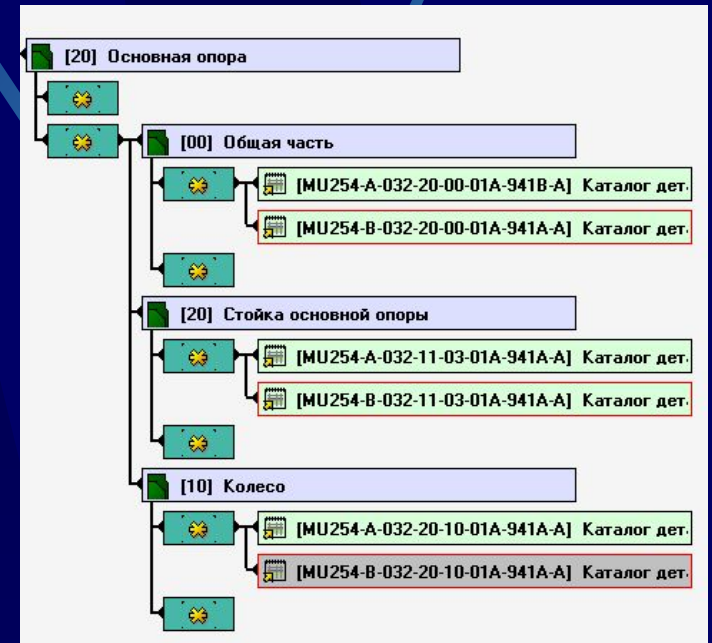 [20] Основная опора
[00] Общая часть
[MU254-A-032-20-00-01A-941B-A] Каталог дет
[MU254-B-032-20-00-01A-941A-A] Каталог дет
[20] Стойка основной опоры
[MU254-A-032-11-03-01A-941A-A] Каталог дет
[MU254-B-032-11-03-01A-941A-A] Каталог дет
[10] Колесо
[MU254-A-032-20-10-01A-941A-A] Каталог дет
[MU254-B-032-20-10-01A-941A-A] Каталог дет